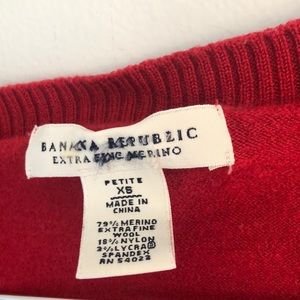 BANANA REPUBLIC
EXTRA FINE MERINO
PETITE
XS
MADE IN
CHINA
79% MERINO
EXTRAFINE
WOOL
18% NYLON
3% LYCRA®
SPANDEX
RN 54023